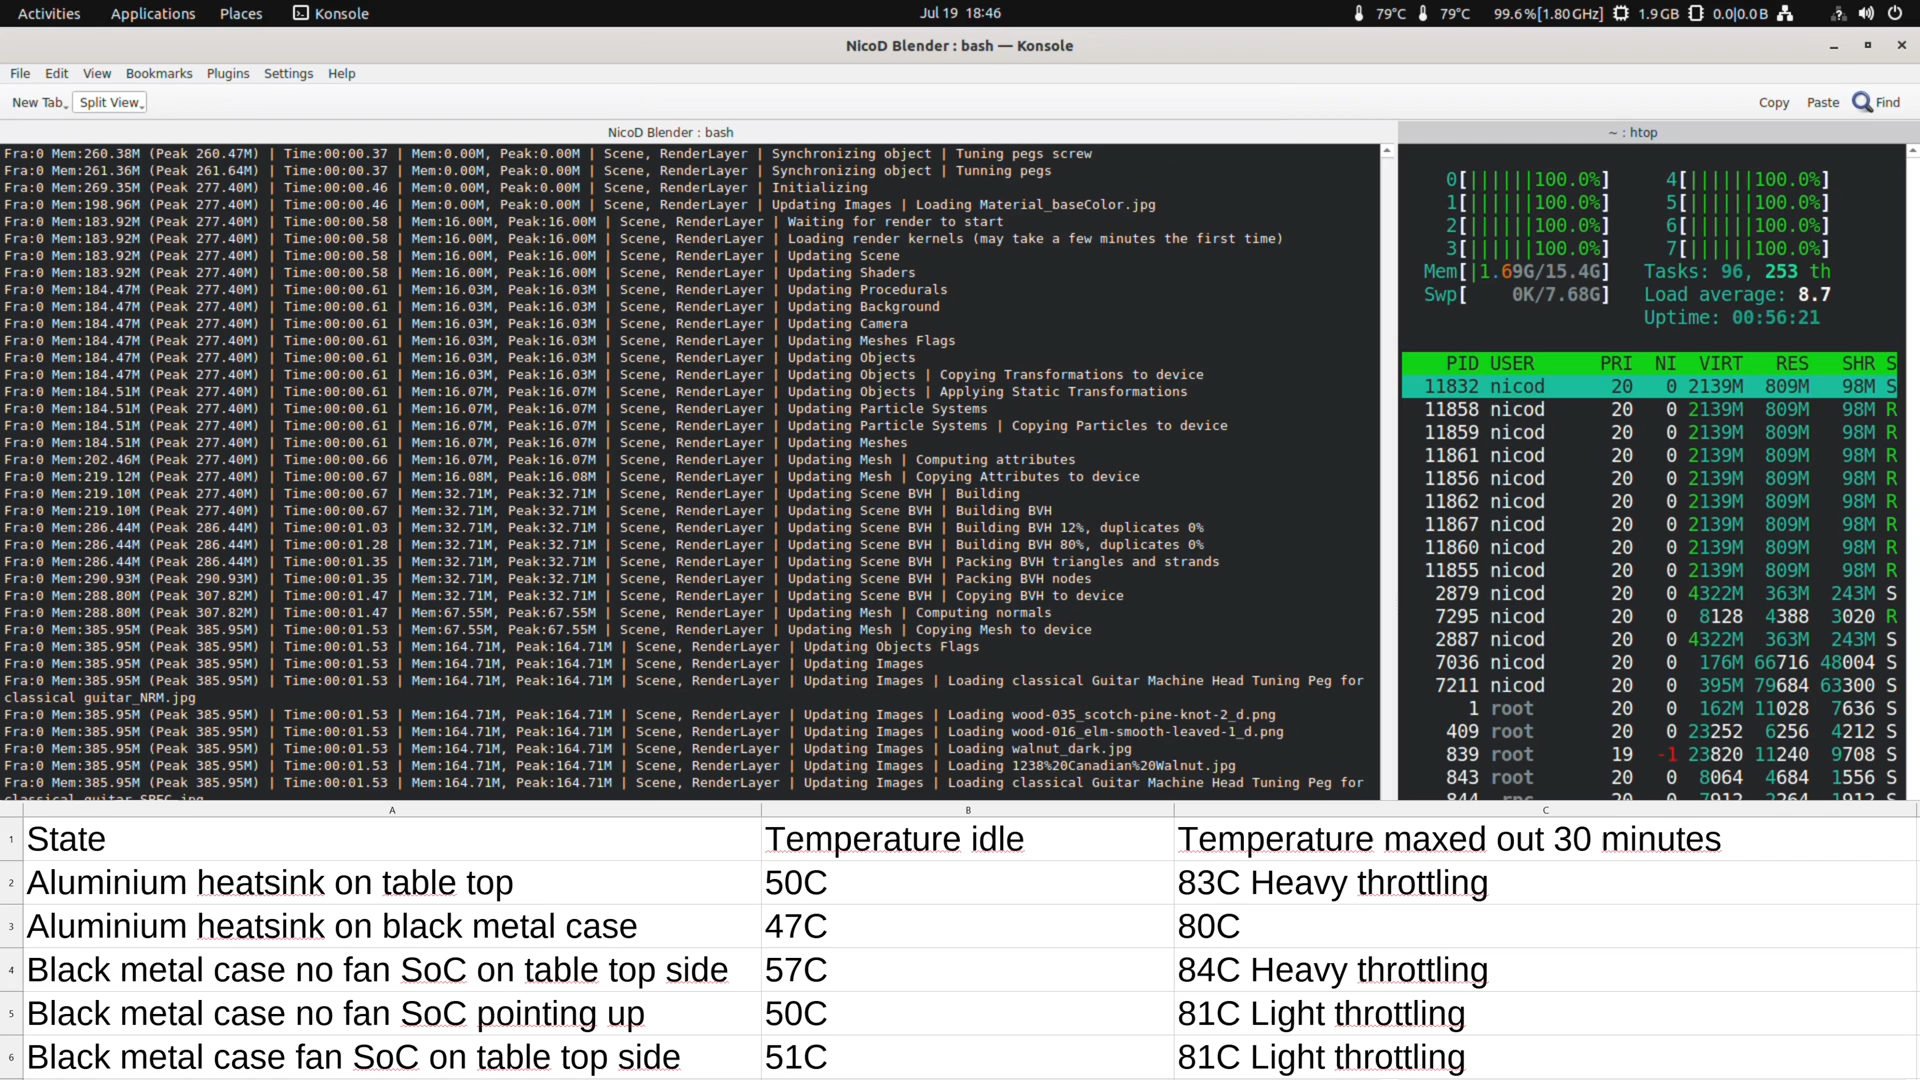 Activities Applications Places Konsole Jul 19 18:46 79°C 79°C 99.6%[1.80GHz] 1.9GB 0.0|0.0B
NicoD Blender : bash — Konsole
File Edit View Bookmarks Plugins Settings Help
New Tab Split View Copy Paste Find
NicoD Blender : bash
Fra:0 Mem:260.38M (Peak 260.47M) | Time:00:00.37 | Mem:0.00M, Peak:0.00M | Scene, RenderLayer | Synchronizing object | Tuning pegs screw
Fra:0 Mem:261.36M (Peak 261.64M) | Time:00:00.37 | Mem:0.00M, Peak:0.00M | Scene, RenderLayer | Synchronizing object | Tunning pegs
Fra:0 Mem:269.35M (Peak 277.40M) | Time:00:00.46 | Mem:0.00M, Peak:0.00M | Scene, RenderLayer | Initializing
Fra:0 Mem:198.96M (Peak 277.40M) | Time:00:00.46 | Mem:0.00M, Peak:0.00M | Scene, RenderLayer | Updating Images | Loading Material_baseColor.jpg
Fra:0 Mem:183.92M (Peak 277.40M) | Time:00:00.58 | Mem:16.00M, Peak:16.00M | Scene, RenderLayer | Waiting for render to start
Fra:0 Mem:183.92M (Peak 277.40M) | Time:00:00.58 | Mem:16.00M, Peak:16.00M | Scene, RenderLayer | Loading render kernels (may take a few minutes the first time)
Fra:0 Mem:183.92M (Peak 277.40M) | Time:00:00.58 | Mem:16.00M, Peak:16.00M | Scene, RenderLayer | Updating Scene
Fra:0 Mem:183.92M (Peak 277.40M) | Time:00:00.58 | Mem:16.00M, Peak:16.00M | Scene, RenderLayer | Updating Shaders
Fra:0 Mem:184.47M (Peak 277.40M) | Time:00:00.61 | Mem:16.03M, Peak:16.03M | Scene, RenderLayer | Updating Procedurals
Fra:0 Mem:184.47M (Peak 277.40M) | Time:00:00.61 | Mem:16.03M, Peak:16.03M | Scene, RenderLayer | Updating Background
Fra:0 Mem:184.47M (Peak 277.40M) | Time:00:00.61 | Mem:16.03M, Peak:16.03M | Scene, RenderLayer | Updating Camera
Fra:0 Mem:184.47M (Peak 277.40M) | Time:00:00.61 | Mem:16.03M, Peak:16.03M | Scene, RenderLayer | Updating Meshes Flags
Fra:0 Mem:184.47M (Peak 277.40M) | Time:00:00.61 | Mem:16.03M, Peak:16.03M | Scene, RenderLayer | Updating Objects
Fra:0 Mem:184.47M (Peak 277.40M) | Time:00:00.61 | Mem:16.03M, Peak:16.03M | Scene, RenderLayer | Updating Objects | Copying Transformations to device
Fra:0 Mem:184.51M (Peak 277.40M) | Time:00:00.61 | Mem:16.07M, Peak:16.07M | Scene, RenderLayer | Updating Objects | Applying Static Transformations
Fra:0 Mem:184.51M (Peak 277.40M) | Time:00:00.61 | Mem:16.07M, Peak:16.07M | Scene, RenderLayer | Updating Particle Systems
Fra:0 Mem:184.51M (Peak 277.40M) | Time:00:00.61 | Mem:16.07M, Peak:16.07M | Scene, RenderLayer | Updating Particle Systems | Copying Particles to device
Fra:0 Mem:184.51M (Peak 277.40M) | Time:00:00.61 | Mem:16.07M, Peak:16.07M | Scene, RenderLayer | Updating Meshes
Fra:0 Mem:202.46M (Peak 277.40M) | Time:00:00.66 | Mem:16.07M, Peak:16.07M | Scene, RenderLayer | Updating Mesh | Computing attributes
Fra:0 Mem:219.12M (Peak 277.40M) | Time:00:00.67 | Mem:16.08M, Peak:16.08M | Scene, RenderLayer | Updating Mesh | Copying Attributes to device
Fra:0 Mem:219.10M (Peak 277.40M) | Time:00:00.67 | Mem:32.71M, Peak:32.71M | Scene, RenderLayer | Updating Scene BVH | Building
Fra:0 Mem:219.10M (Peak 277.40M) | Time:00:00.67 | Mem:32.71M, Peak:32.71M | Scene, RenderLayer | Updating Scene BVH | Building BVH
Fra:0 Mem:286.44M (Peak 286.44M) | Time:00:01.03 | Mem:32.71M, Peak:32.71M | Scene, RenderLayer | Updating Scene BVH | Building BVH 12%, duplicates 0%
Fra:0 Mem:286.44M (Peak 286.44M) | Time:00:01.28 | Mem:32.71M, Peak:32.71M | Scene, RenderLayer | Updating Scene BVH | Building BVH 80%, duplicates 0%
Fra:0 Mem:286.44M (Peak 286.44M) | Time:00:01.35 | Mem:32.71M, Peak:32.71M | Scene, RenderLayer | Updating Scene BVH | Packing BVH triangles and strands
Fra:0 Mem:290.93M (Peak 290.93M) | Time:00:01.35 | Mem:32.71M, Peak:32.71M | Scene, RenderLayer | Updating Scene BVH | Packing BVH nodes
Fra:0 Mem:288.80M (Peak 307.82M) | Time:00:01.47 | Mem:32.71M, Peak:32.71M | Scene, RenderLayer | Updating Scene BVH | Copying BVH to device
Fra:0 Mem:288.80M (Peak 307.82M) | Time:00:01.47 | Mem:67.55M, Peak:67.55M | Scene, RenderLayer | Updating Mesh | Computing normals
Fra:0 Mem:385.95M (Peak 385.95M) | Time:00:01.53 | Mem:67.55M, Peak:67.55M | Scene, RenderLayer | Updating Mesh | Copying Mesh to device
Fra:0 Mem:385.95M (Peak 385.95M) | Time:00:01.53 | Mem:164.71M, Peak:164.71M | Scene, RenderLayer | Updating Objects Flags
Fra:0 Mem:385.95M (Peak 385.95M) | Time:00:01.53 | Mem:164.71M, Peak:164.71M | Scene, RenderLayer | Updating Images
Fra:0 Mem:385.95M (Peak 385.95M) | Time:00:01.53 | Mem:164.71M, Peak:164.71M | Scene, RenderLayer | Updating Images | Loading classical Guitar Machine Head Tuning Peg for
classical guitar_NRM.jpg
Fra:0 Mem:385.95M (Peak 385.95M) | Time:00:01.53 | Mem:164.71M, Peak:164.71M | Scene, RenderLayer | Updating Images | Loading wood-035_scotch-pine-knot-2_d.png
Fra:0 Mem:385.95M (Peak 385.95M) | Time:00:01.53 | Mem:164.71M, Peak:164.71M | Scene, RenderLayer | Updating Images | Loading wood-016_elm-smooth-leaved-1_d.png
Fra:0 Mem:385.95M (Peak 385.95M) | Time:00:01.53 | Mem:164.71M, Peak:164.71M | Scene, RenderLayer | Updating Images | Loading walnut_dark.jpg
Fra:0 Mem:385.95M (Peak 385.95M) | Time:00:01.53 | Mem:164.71M, Peak:164.71M | Scene, RenderLayer | Updating Images | Loading 1238%20Canadian%20Walnut.jpg
Fra:0 Mem:385.95M (Peak 385.95M) | Time:00:01.53 | Mem:164.71M, Peak:164.71M | Scene, RenderLayer | Updating Images | Loading classical Guitar Machine Head Tuning Peg for
classical guitar_SPEC.jpg
~ : htop
0[||||||100.0%] 4[||||||100.0%]
1[||||||100.0%] 5[||||||100.0%]
2[||||||100.0%] 6[||||||100.0%]
3[||||||100.0%] 7[||||||100.0%]
Mem[|1.69G/15.4G] Tasks: 96, 253 th
Swp[ 0K/7.68G] Load average: 8.7
Uptime: 00:56:21
PID USER PRI NI VIRT RES SHR S
11832 nicod 20 0 2139M 809M 98M S
11858 nicod 20 0 2139M 809M 98M R
11859 nicod 20 0 2139M 809M 98M R
11861 nicod 20 0 2139M 809M 98M R
11856 nicod 20 0 2139M 809M 98M R
11862 nicod 20 0 2139M 809M 98M R
11867 nicod 20 0 2139M 809M 98M R
11860 nicod 20 0 2139M 809M 98M R
11855 nicod 20 0 2139M 809M 98M R
2879 nicod 20 0 4322M 363M 243M S
7295 nicod 20 0 8128 4388 3020 R
2887 nicod 20 0 4322M 363M 243M S
7036 nicod 20 0 176M 66716 48004 S
7211 nicod 20 0 395M 79684 63300 S
1 root 20 0 162M 11028 7636 S
409 root 20 0 23252 6256 4212 S
839 root 19 -1 23820 11240 9708 S
843 root 20 0 8064 4684 1556 S
844 rpc 20 0 7912 2264 1912 S
A B C
1 State Temperature idle Temperature maxed out 30 minutes
2 Aluminium heatsink on table top 50C 83C Heavy throttling
3 Aluminium heatsink on black metal case 47C 80C
4 Black metal case no fan SoC on table top side 57C 84C Heavy throttling
5 Black metal case no fan SoC pointing up 50C 81C Light throttling
6 Black metal case fan SoC on table top side 51C 81C Light throttling